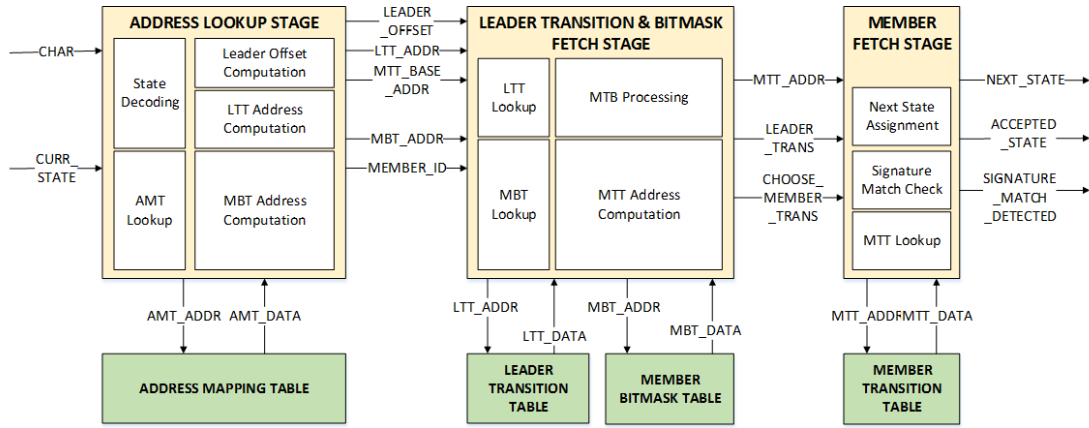 ADDRESS LOOKUP STAGE
CHAR
CURR_
STATE
State
Decoding
Leader Offset
Computation
LTT Address
Computation
AMT
Lookup
MBT Address
Computation
AMT_ADDR
AMT_DATA
ADDRESS MAPPING TABLE
LEADER
_OFFSET
LTT_ADDR
MTT_BASE
_ADDR
MBT_ADDR
MEMBER_ID
LEADER TRANSITION & BITMASK
FETCH STAGE
LTT
Lookup
MTB Processing
MBT
Lookup
MTT Address
Computation
LTT_ADDR
LTT_DATA
MBT_ADDR
MBT_DATA
LEADER
TRANSITION
TABLE
MEMBER
BITMASK TABLE
MTT_ADDR
LEADER
_TRANS
CHOOSE_
MEMBER
_TRANS
MEMBER
FETCH STAGE
Next State
Assignment
Signature
Match Check
MTT Lookup
MTT_ADDR
MTT_DATA
MEMBER
TRANSITION
TABLE
NEXT_STATE
ACCEPTED
_STATE
SIGNATURE
_MATCH
_DETECTED